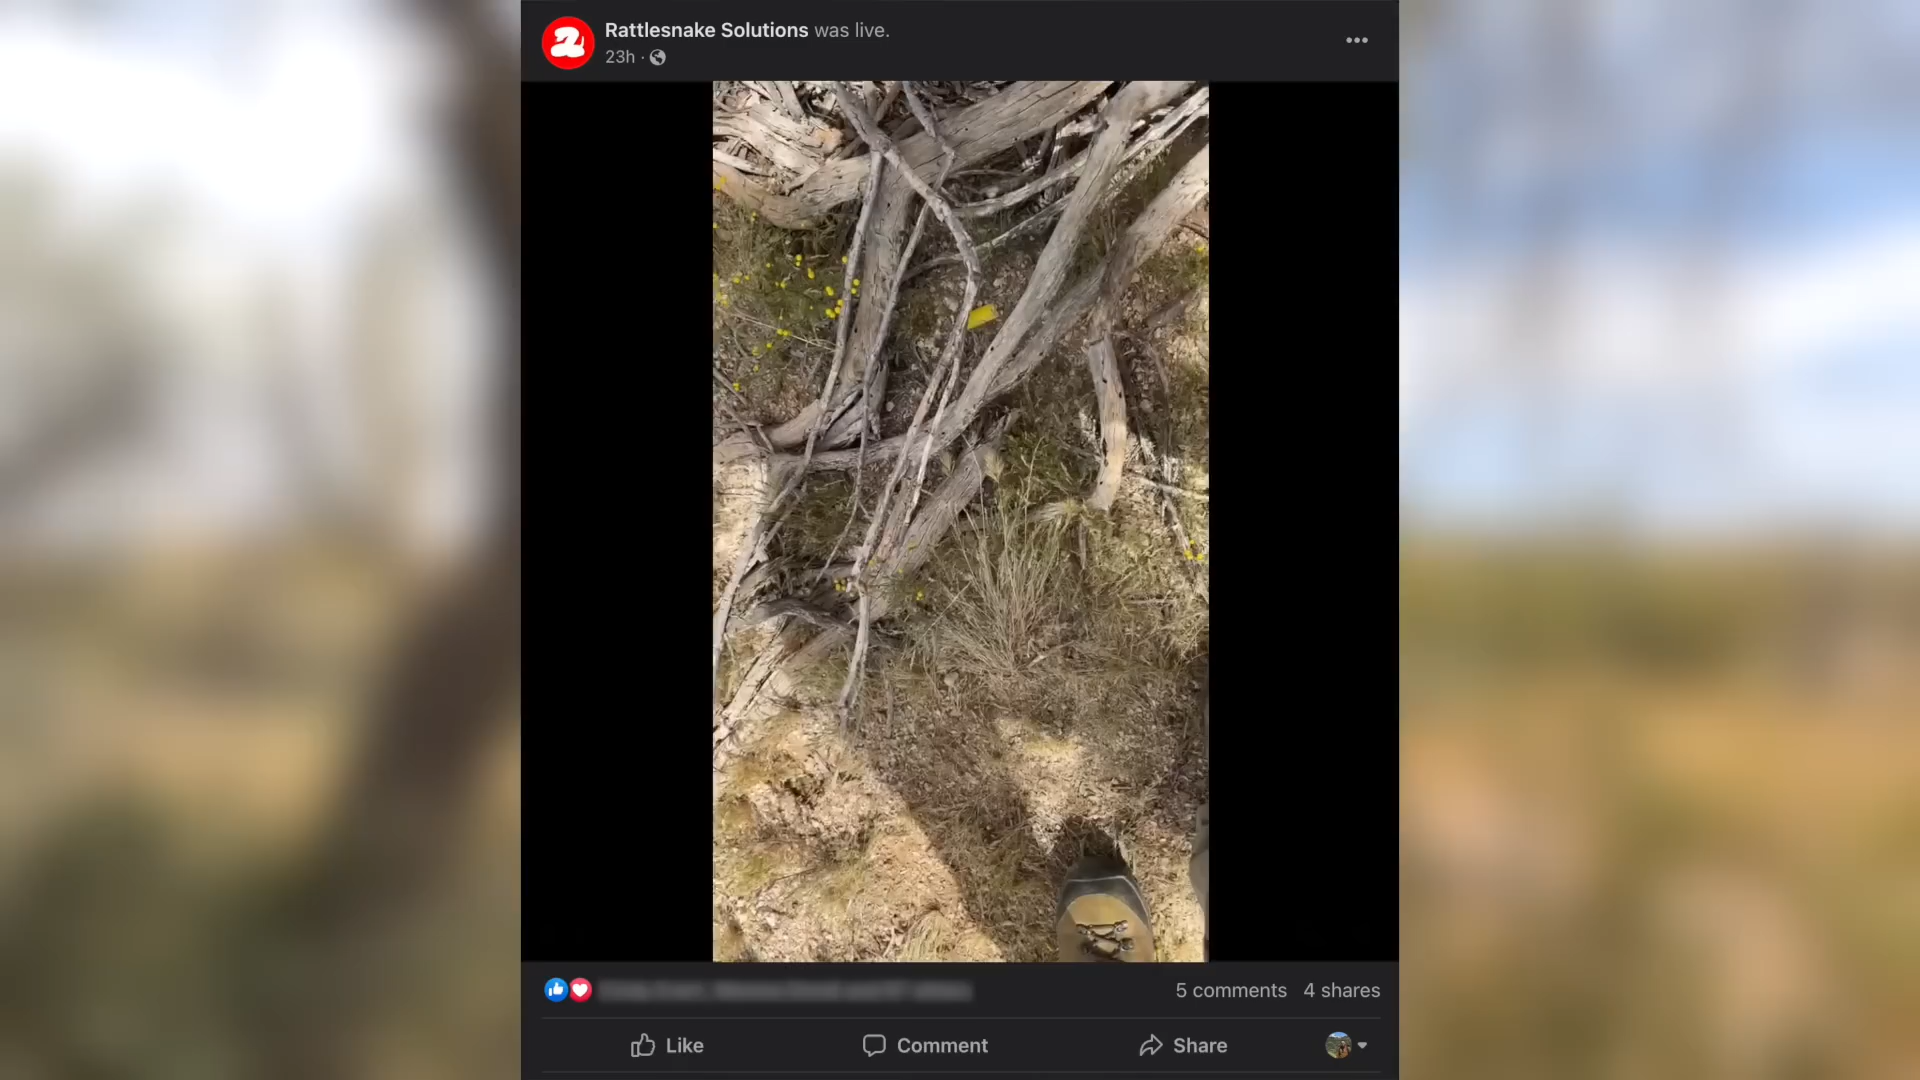 Rattlesnake Solutions was live.
23h ·
5 comments 4 shares
Like Comment Share